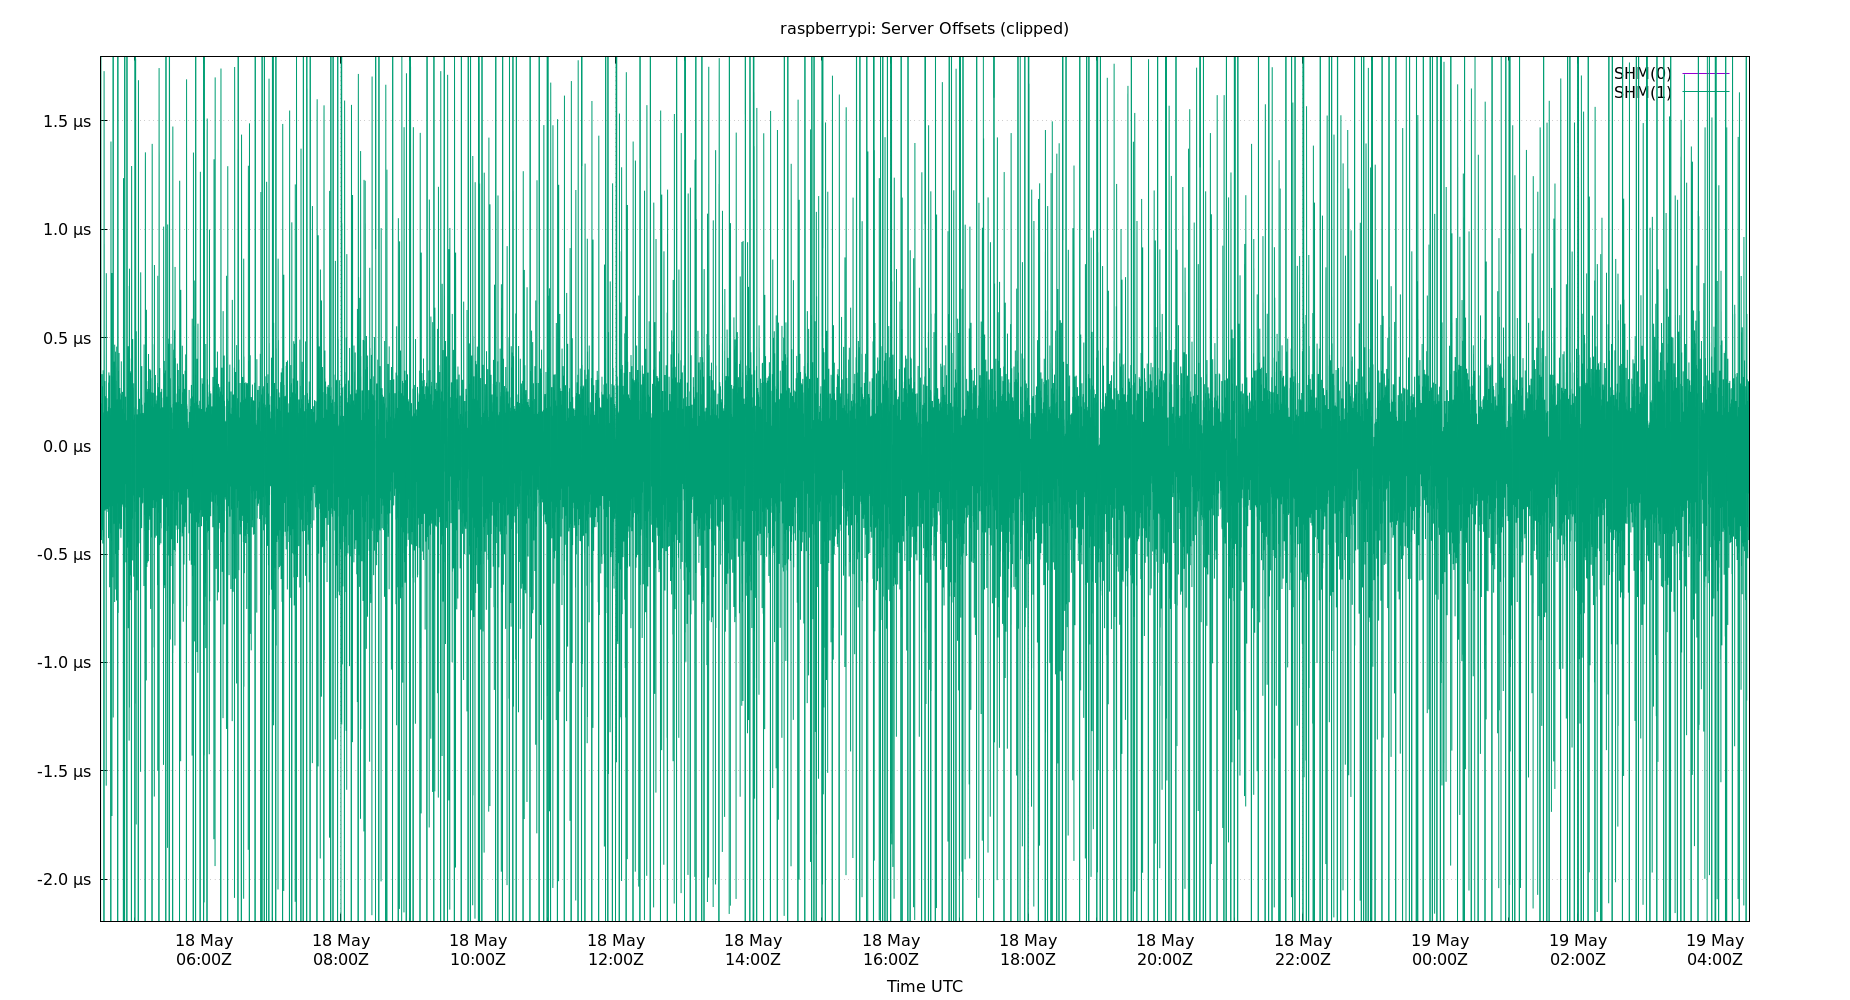 raspberrypi: Server Offsets (clipped)
SHM(0)
SHM(1)
1.5 µs
1.0 µs
0.5 µs
0.0 µs
-0.5 µs
-1.0 µs
-1.5 µs
-2.0 µs
18 May 18 May 18 May 18 May 18 May 18 May 18 May 18 May 18 May 19 May 19 May 19 May
06:00Z 08:00Z 10:00Z 12:00Z 14:00Z 16:00Z 18:00Z 20:00Z 22:00Z 00:00Z 02:00Z 04:00Z
Time UTC